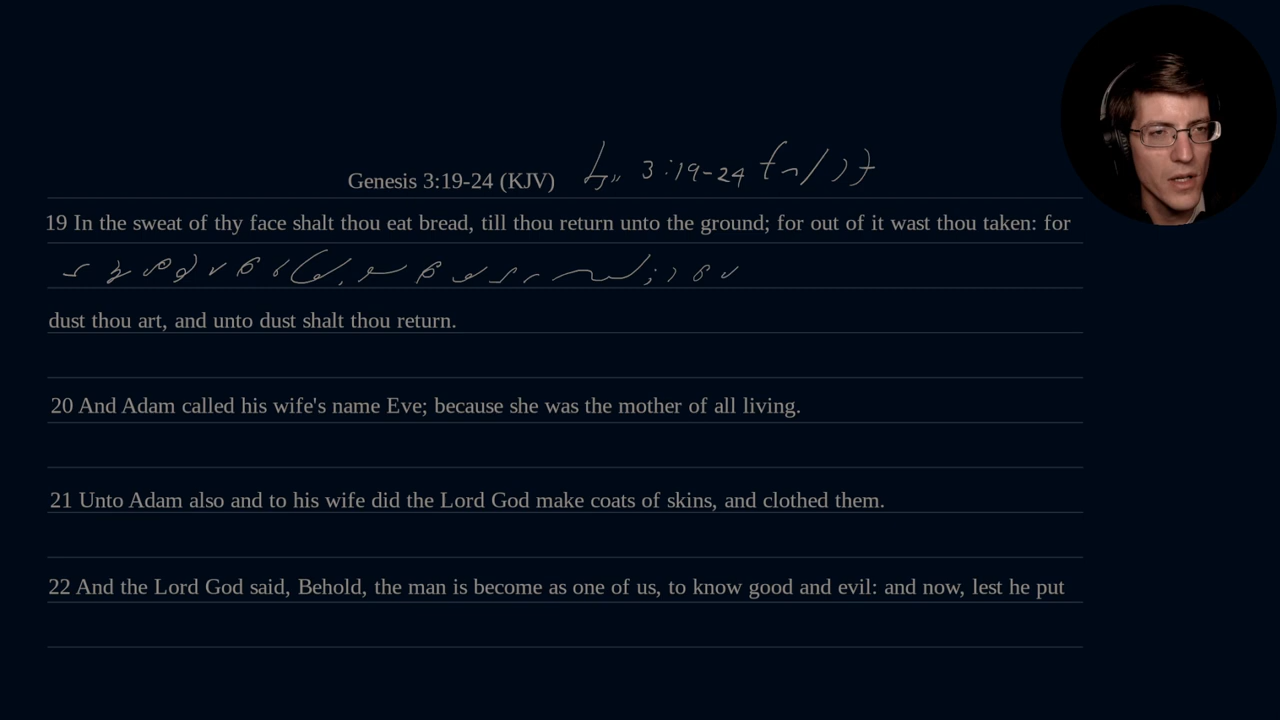 Genesis 3:19-24 (KJV) 3:19-24
19 In the sweat of thy face shalt thou eat bread, till thou return unto the ground; for out of it wast thou taken: for
dust thou art, and unto dust shalt thou return.
20 And Adam called his wife's name Eve; because she was the mother of all living.
21 Unto Adam also and to his wife did the Lord God make coats of skins, and clothed them.
22 And the Lord God said, Behold, the man is become as one of us, to know good and evil: and now, lest he put